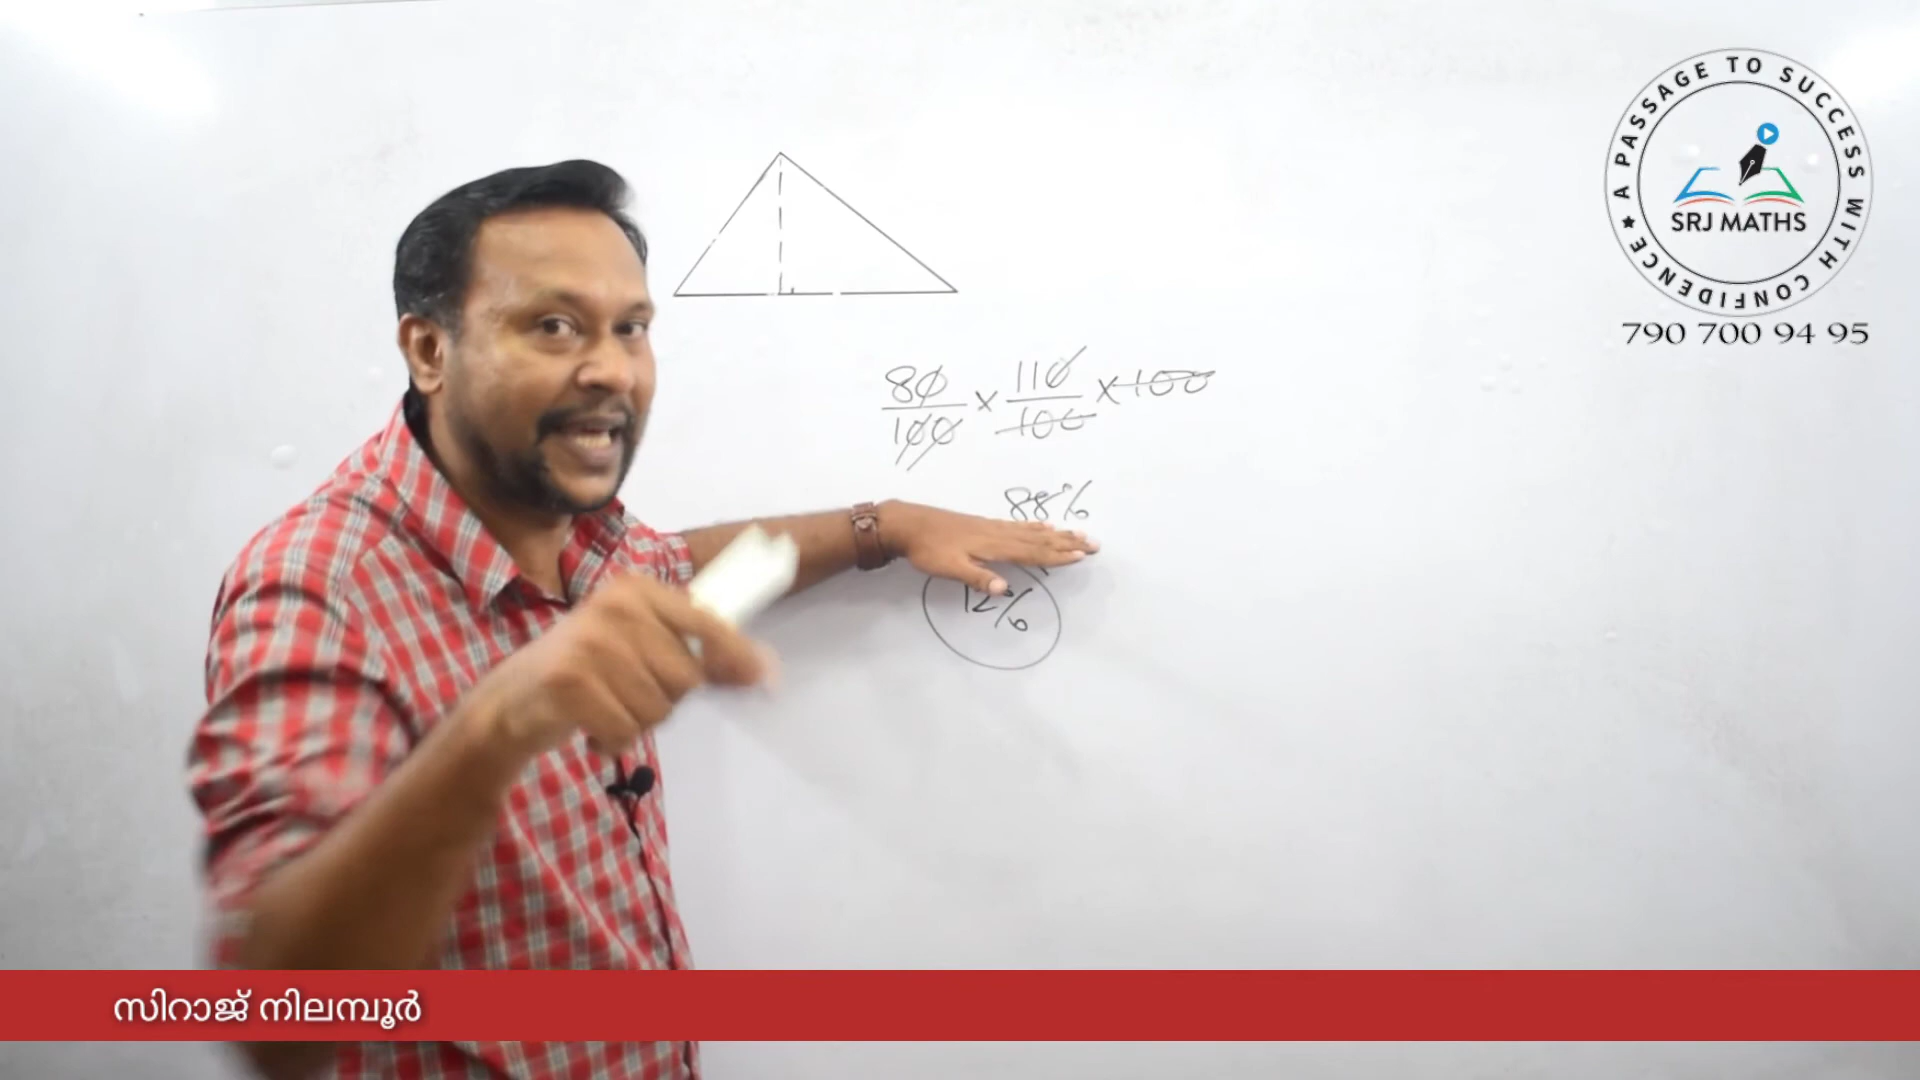 A PASSAGE TO SUCCESS WITH CONFIDENCE
SRJ MATHS
790 700 94 95
80/100 × 110/100 × 100
88%
12%
സിറാജ് നിലമ്പൂർ